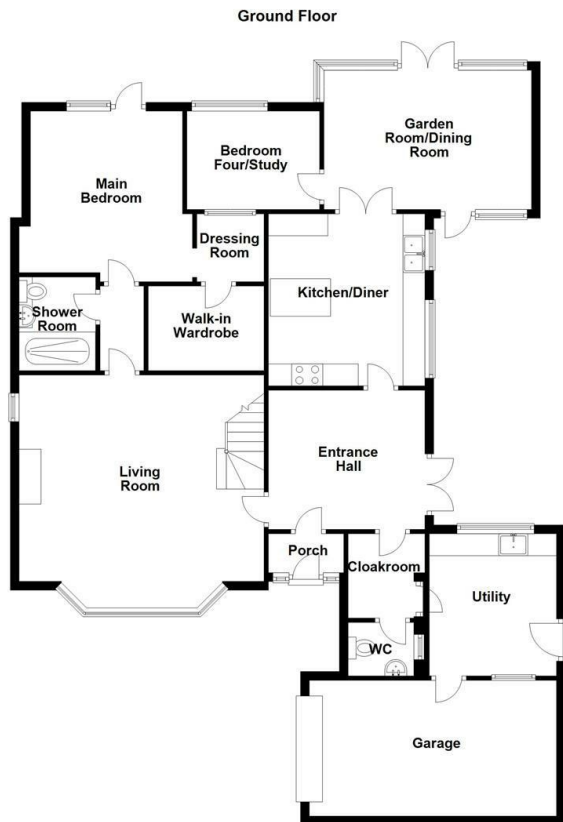 Ground Floor
Garden
Room/Dining
Room
Bedroom
Four/Study
Main
Bedroom
Dressing
Room
Kitchen/Diner
Shower
Room
Walk-in
Wardrobe
Living
Room
Entrance
Hall
Porch
Cloakroom
Utility
WC
Garage